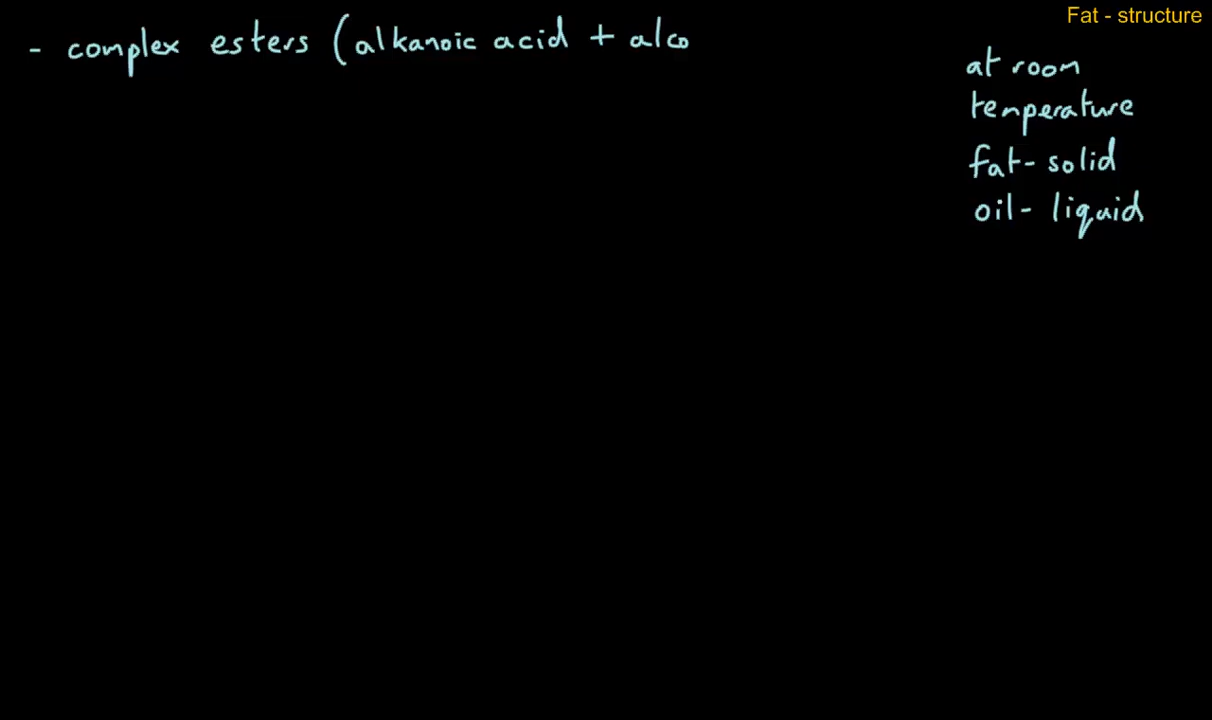 Fat - structure
- complex esters (alkanoic acid + alco
at room
temperature
fat- solid
oil- liquid